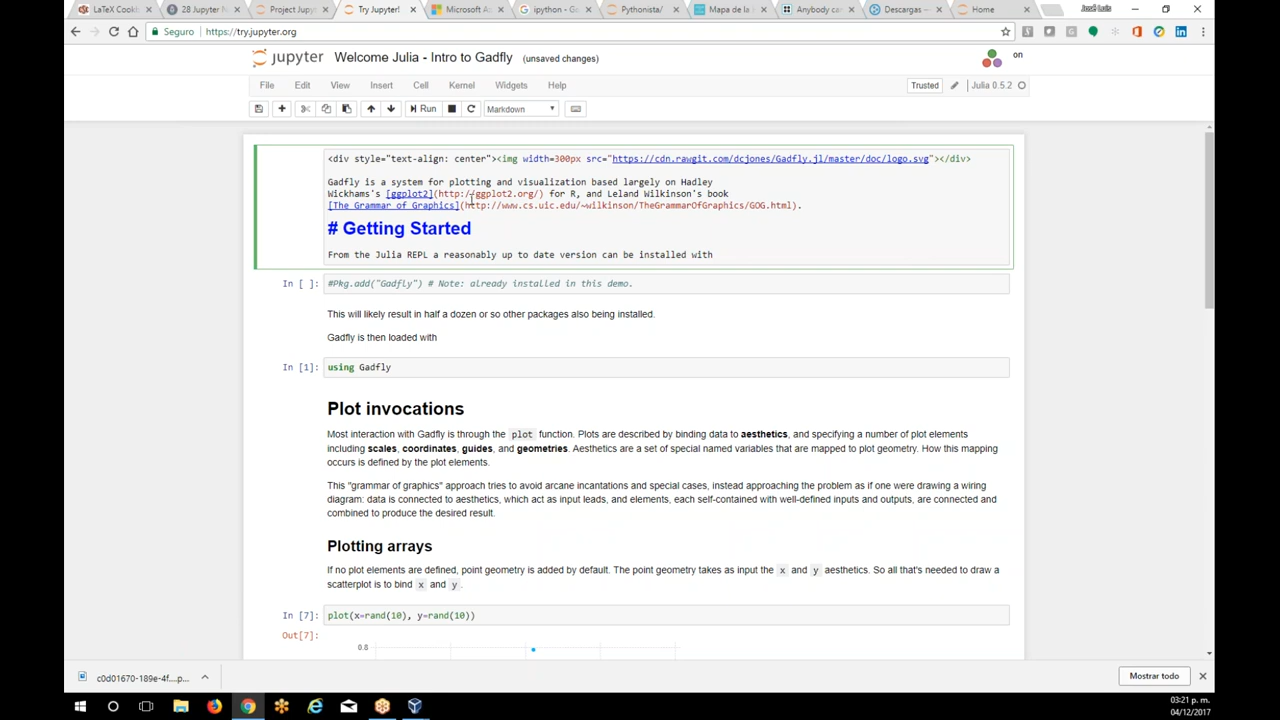 LaTeX Cookb
28 Jupyter N
Project Jupy
Try Jupyter!
Microsoft A
ipython - G
Pythonista/
Mapa de la
Anybody ca
Descargas –
Home
José Luis
Seguro
https://try.jupyter.org
jupyter
Welcome Julia - Intro to Gadfly
(unsaved changes)
on
File Edit View Insert Cell Kernel Widgets Help
Trusted
Julia 0.5.2
Run
Markdown
<div style="text-align: center"><img width=300px src="https://cdn.rawgit.com/dcjones/Gadfly.jl/master/doc/logo.svg"></div>
Gadfly is a system for plotting and visualization based largely on Hadley
Wickhams's [ggplot2](http://ggplot2.org/) for R, and Leland Wilkinson's book
[The Grammar of Graphics](http://www.cs.uic.edu/~wilkinson/TheGrammarOfGraphics/GOG.html).
# Getting Started
From the Julia REPL a reasonably up to date version can be installed with
In [ ]: #Pkg.add("Gadfly") # Note: already installed in this demo.
This will likely result in half a dozen or so other packages also being installed.
Gadfly is then loaded with
In [1]: using Gadfly
Plot invocations
Most interaction with Gadfly is through the plot function. Plots are described by binding data to aesthetics, and specifying a number of plot elements
including scales, coordinates, guides, and geometries. Aesthetics are a set of special named variables that are mapped to plot geometry. How this mapping
occurs is defined by the plot elements.
This "grammar of graphics" approach tries to avoid arcane incantations and special cases, instead approaching the problem as if one were drawing a wiring
diagram: data is connected to aesthetics, which act as input leads, and elements, each self-contained with well-defined inputs and outputs, are connected and
combined to produce the desired result.
Plotting arrays
If no plot elements are defined, point geometry is added by default. The point geometry takes as input the x and y aesthetics. So all that's needed to draw a
scatterplot is to bind x and y.
In [7]: plot(x=rand(10), y=rand(10))
Out[7]:
0.8
c0d01670-189e-4f....p...
Mostrar todo
03:21 p. m.
04/12/2017